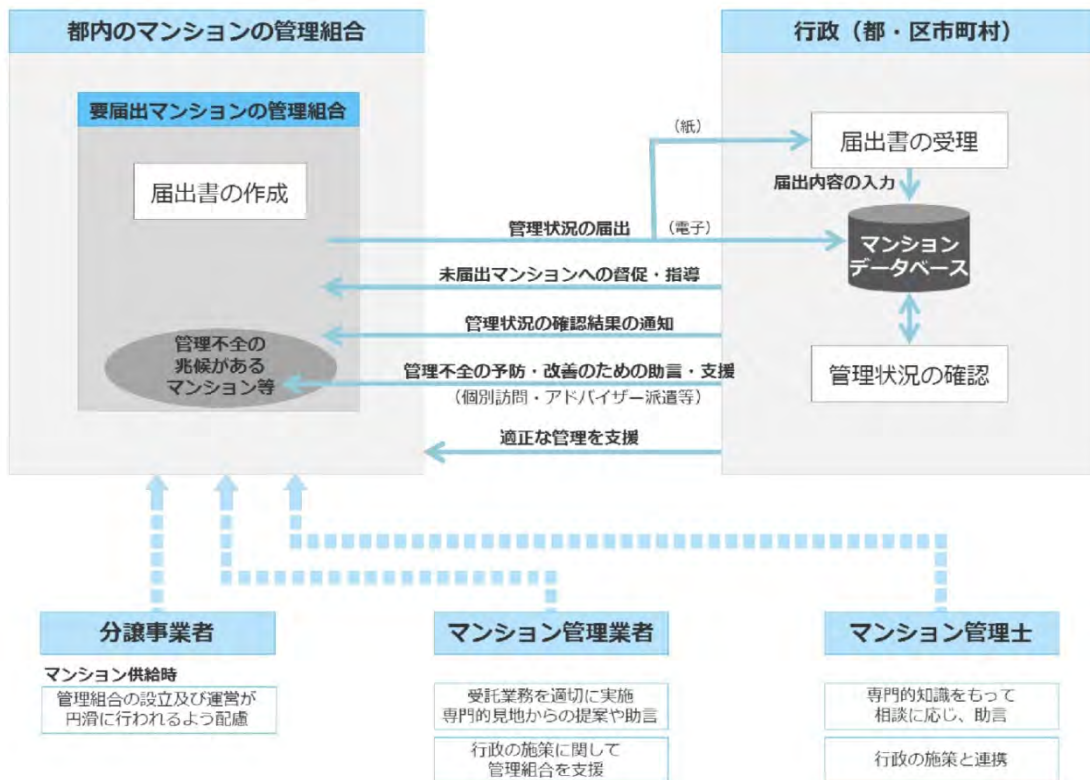 都内のマンションの管理組合
行政（都・区市町村）
要届出マンションの管理組合
届出書の作成
（紙）
届出書の受理
届出内容の入力
管理状況の届出
（電子）
マンション
データベース
未届出マンションへの督促・指導
管理状況の確認結果の通知
管理不全の
兆候がある
マンション等
管理不全の予防・改善のための助言・支援
（個別訪問・アドバイザー派遣等）
管理状況の確認
適正な管理を支援
分譲事業者
マンション供給時
管理組合の設立及び運営が
円滑に行われるよう配慮
マンション管理業者
受託業務を適切に実施
専門的見地からの提案や助言
行政の施策に関して
管理組合を支援
マンション管理士
専門的知識をもって
相談に応じ、助言
行政の施策と連携